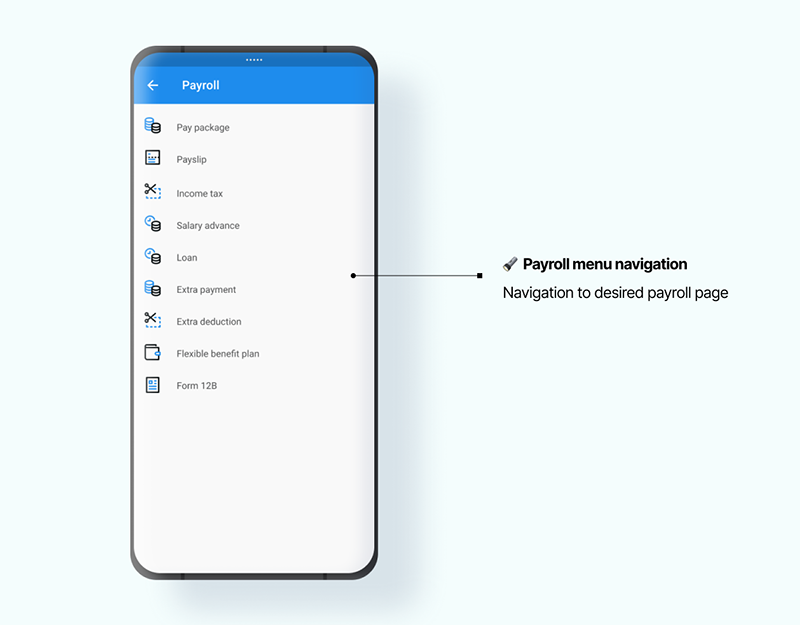 Payroll
Pay package
Payslip
Income tax
Salary advance
Loan
Extra payment
Extra deduction
Flexible benefit plan
Form 12B
Payroll menu navigation
Navigation to desired payroll page